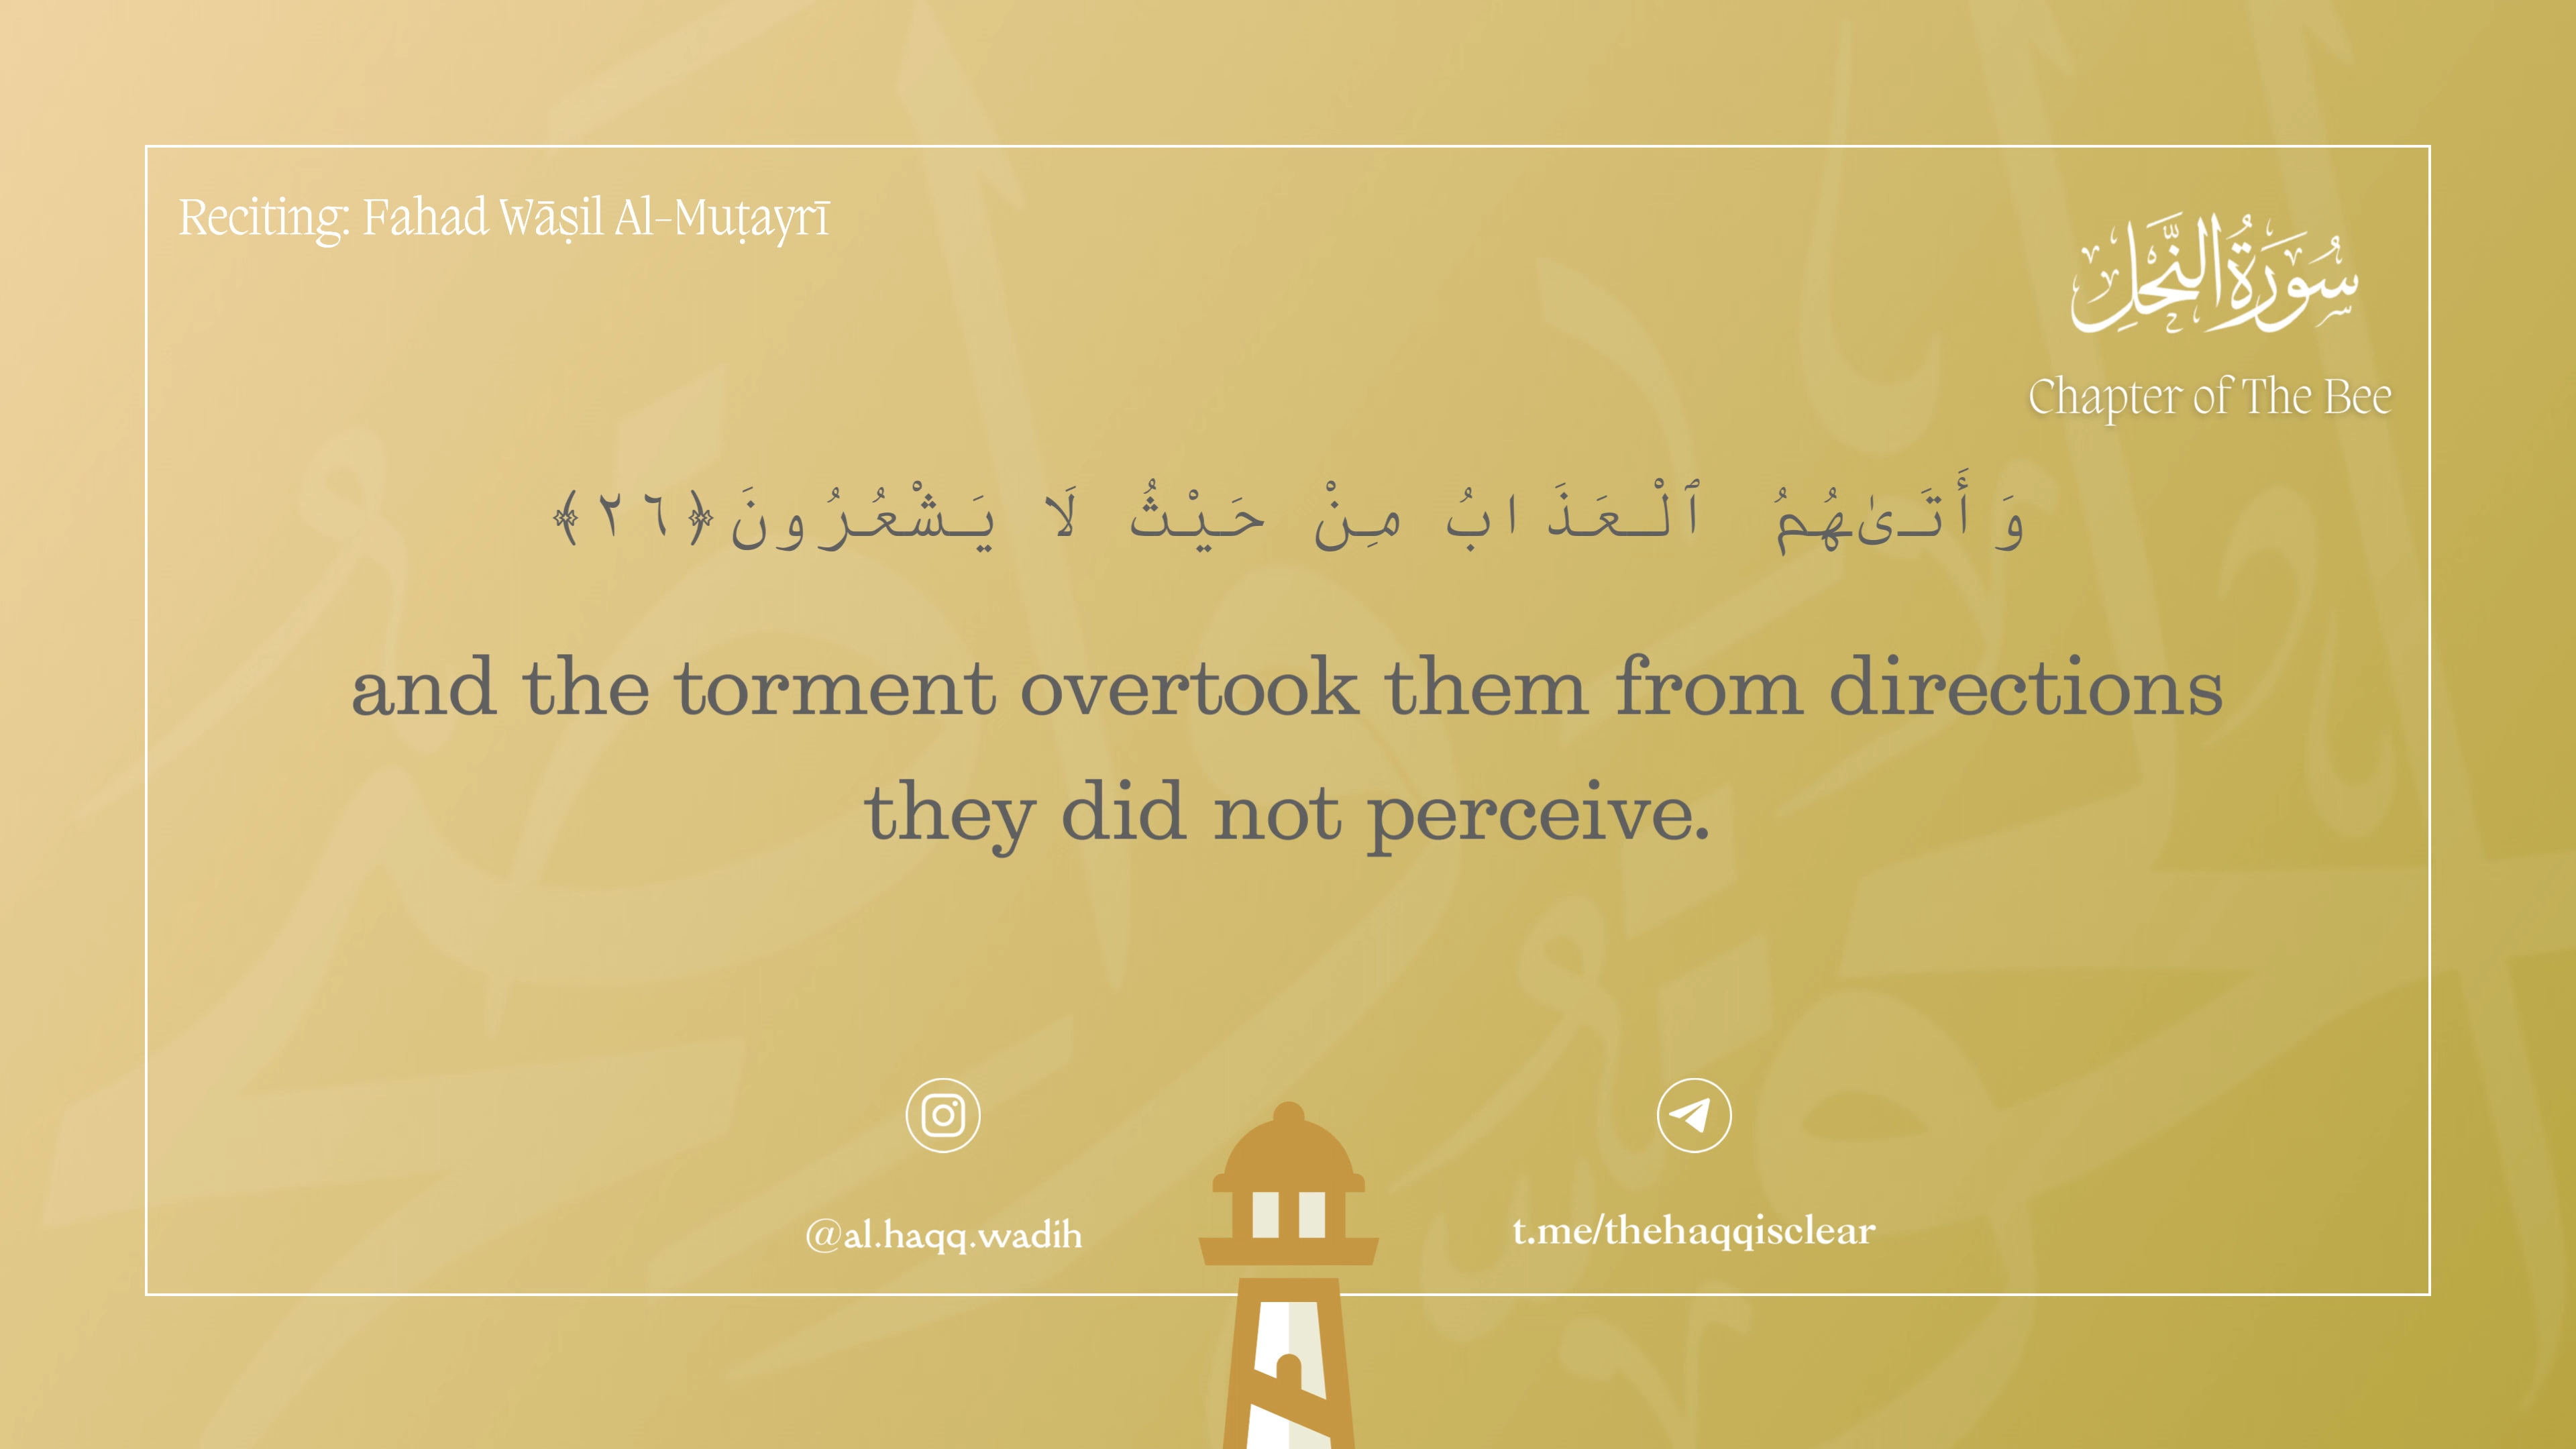 Reciting: Fahad Wāṣil Al-Muṭayrī
سُورَةُ النَّحْلِ
Chapter of The Bee
وَأَتَىٰهُمُ ٱلْعَذَابُ مِنْ حَيْثُ لَا يَشْعُرُونَ ﴿٢٦﴾
and the torment overtook them from directions
they did not perceive.
@al.haqq.wadih
t.me/thehaqqisclear